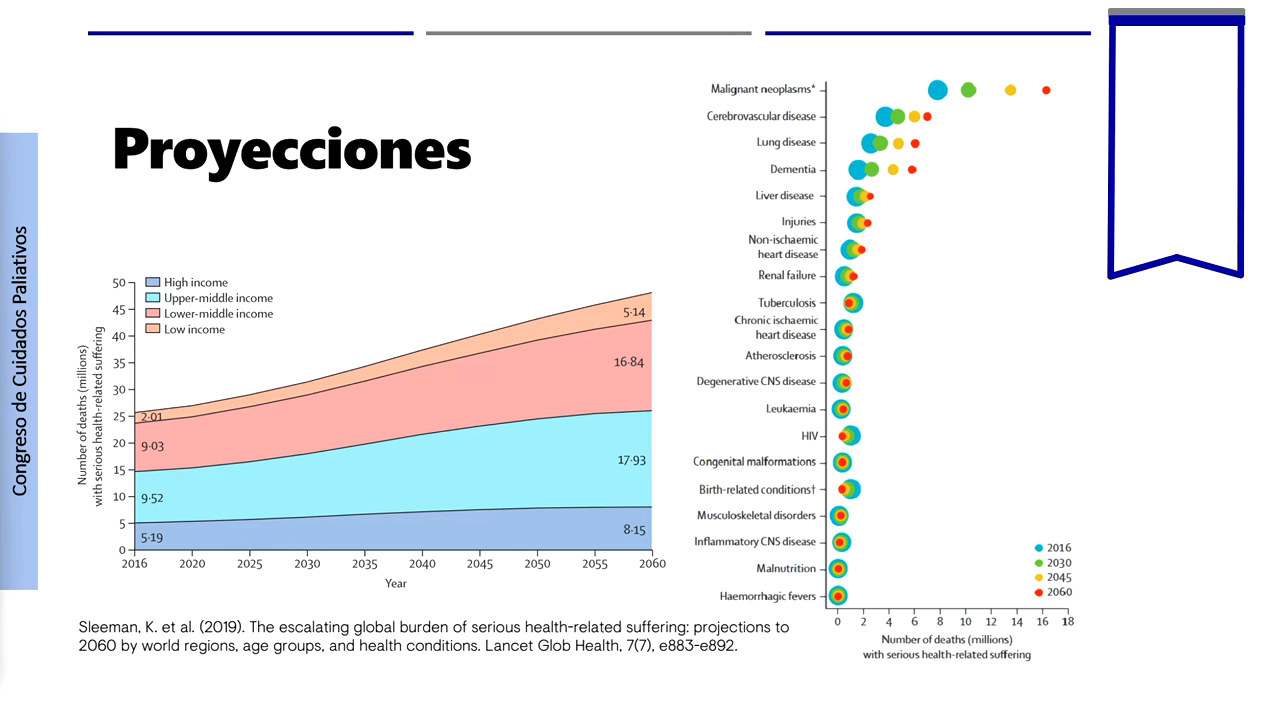 Congreso de Cuidados Paliativos
Proyecciones
Number of deaths (millions)
with serious health-related suffering
50
45
40
35
30
25
20
15
10
5
0
High income
Upper-middle income
Lower-middle income
Low income
2·01
9·03
9·52
5·19
5·14
16·84
17·93
8·15
2016 2020 2025 2030 2035 2040 2045 2050 2055 2060
Year
Malignant neoplasms*
Cerebrovascular disease
Lung disease
Dementia
Liver disease
Injuries
Non-ischaemic
heart disease
Renal failure
Tuberculosis
Chronic ischaemic
heart disease
Atherosclerosis
Degenerative CNS disease
Leukaemia
HIV
Congenital malformations
Birth-related conditions†
Musculoskeletal disorders
Inflammatory CNS disease
Malnutrition
Haemorrhagic fevers
2016
2030
2045
2060
0 2 4 6 8 10 12 14 16 18
Number of deaths (millions)
with serious health-related suffering
Sleeman, K. et al. (2019). The escalating global burden of serious health-related suffering: projections to
2060 by world regions, age groups, and health conditions. Lancet Glob Health, 7(7), e883-e892.